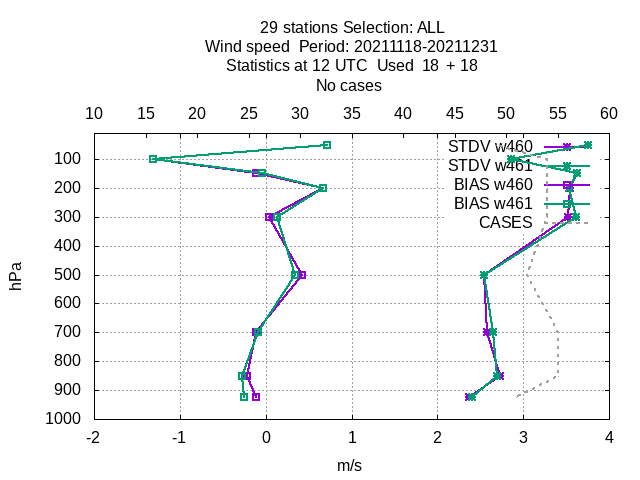 29 stations Selection: ALL
Wind speed  Period: 20211118-20211231
Statistics at 12 UTC  Used  18  + 18
No cases
10 15 20 25 30 35 40 45 50 55 60
STDV w460
STDV w461
BIAS w460
BIAS w461
CASES
hPa
100
200
300
400
500
600
700
800
900
1000
-2 -1 0 1 2 3 4
m/s